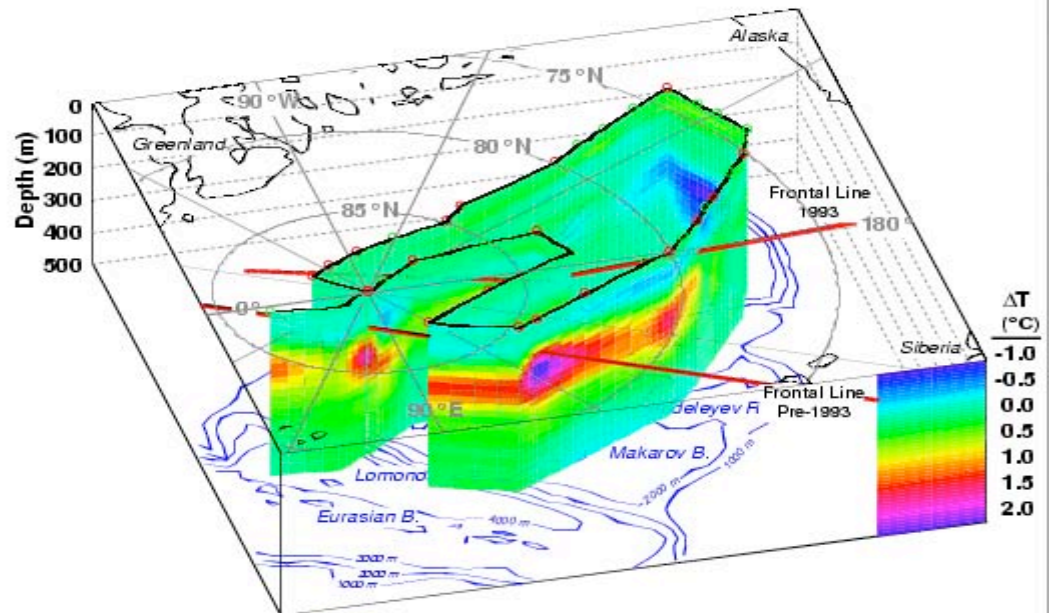 Alaska
75°N
90°W
0
100
200
300
400
500
Depth (m)
Greenland
80°N
85°N
Frontal Line
1993
180°
0°
ΔT
(°C)
-1.0
-0.5
0.0
0.5
1.0
1.5
2.0
Siberia
Frontal Line
Pre-1993
90°E
deleyev R
Makarov B.
1000 m
2000 m
Lomono
Eurasian B.
4000 m
3000 m
2000 m
1000 m